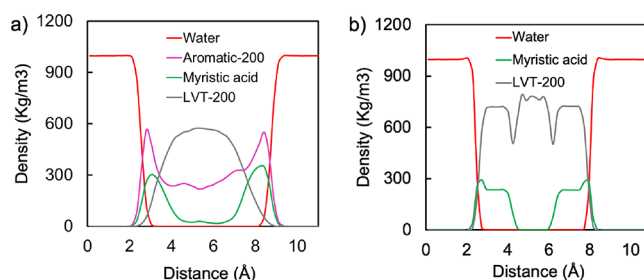 a)
Density (Kg/m3)
1200
900
600
300
0
Water
Aromatic-200
Myristic acid
LVT-200
0 2 4 6 8 10
Distance (Å)
b)
Density (Kg/m3)
1200
900
600
300
0
Water
Myristic acid
LVT-200
0 2 4 6 8 10
Distance (Å)